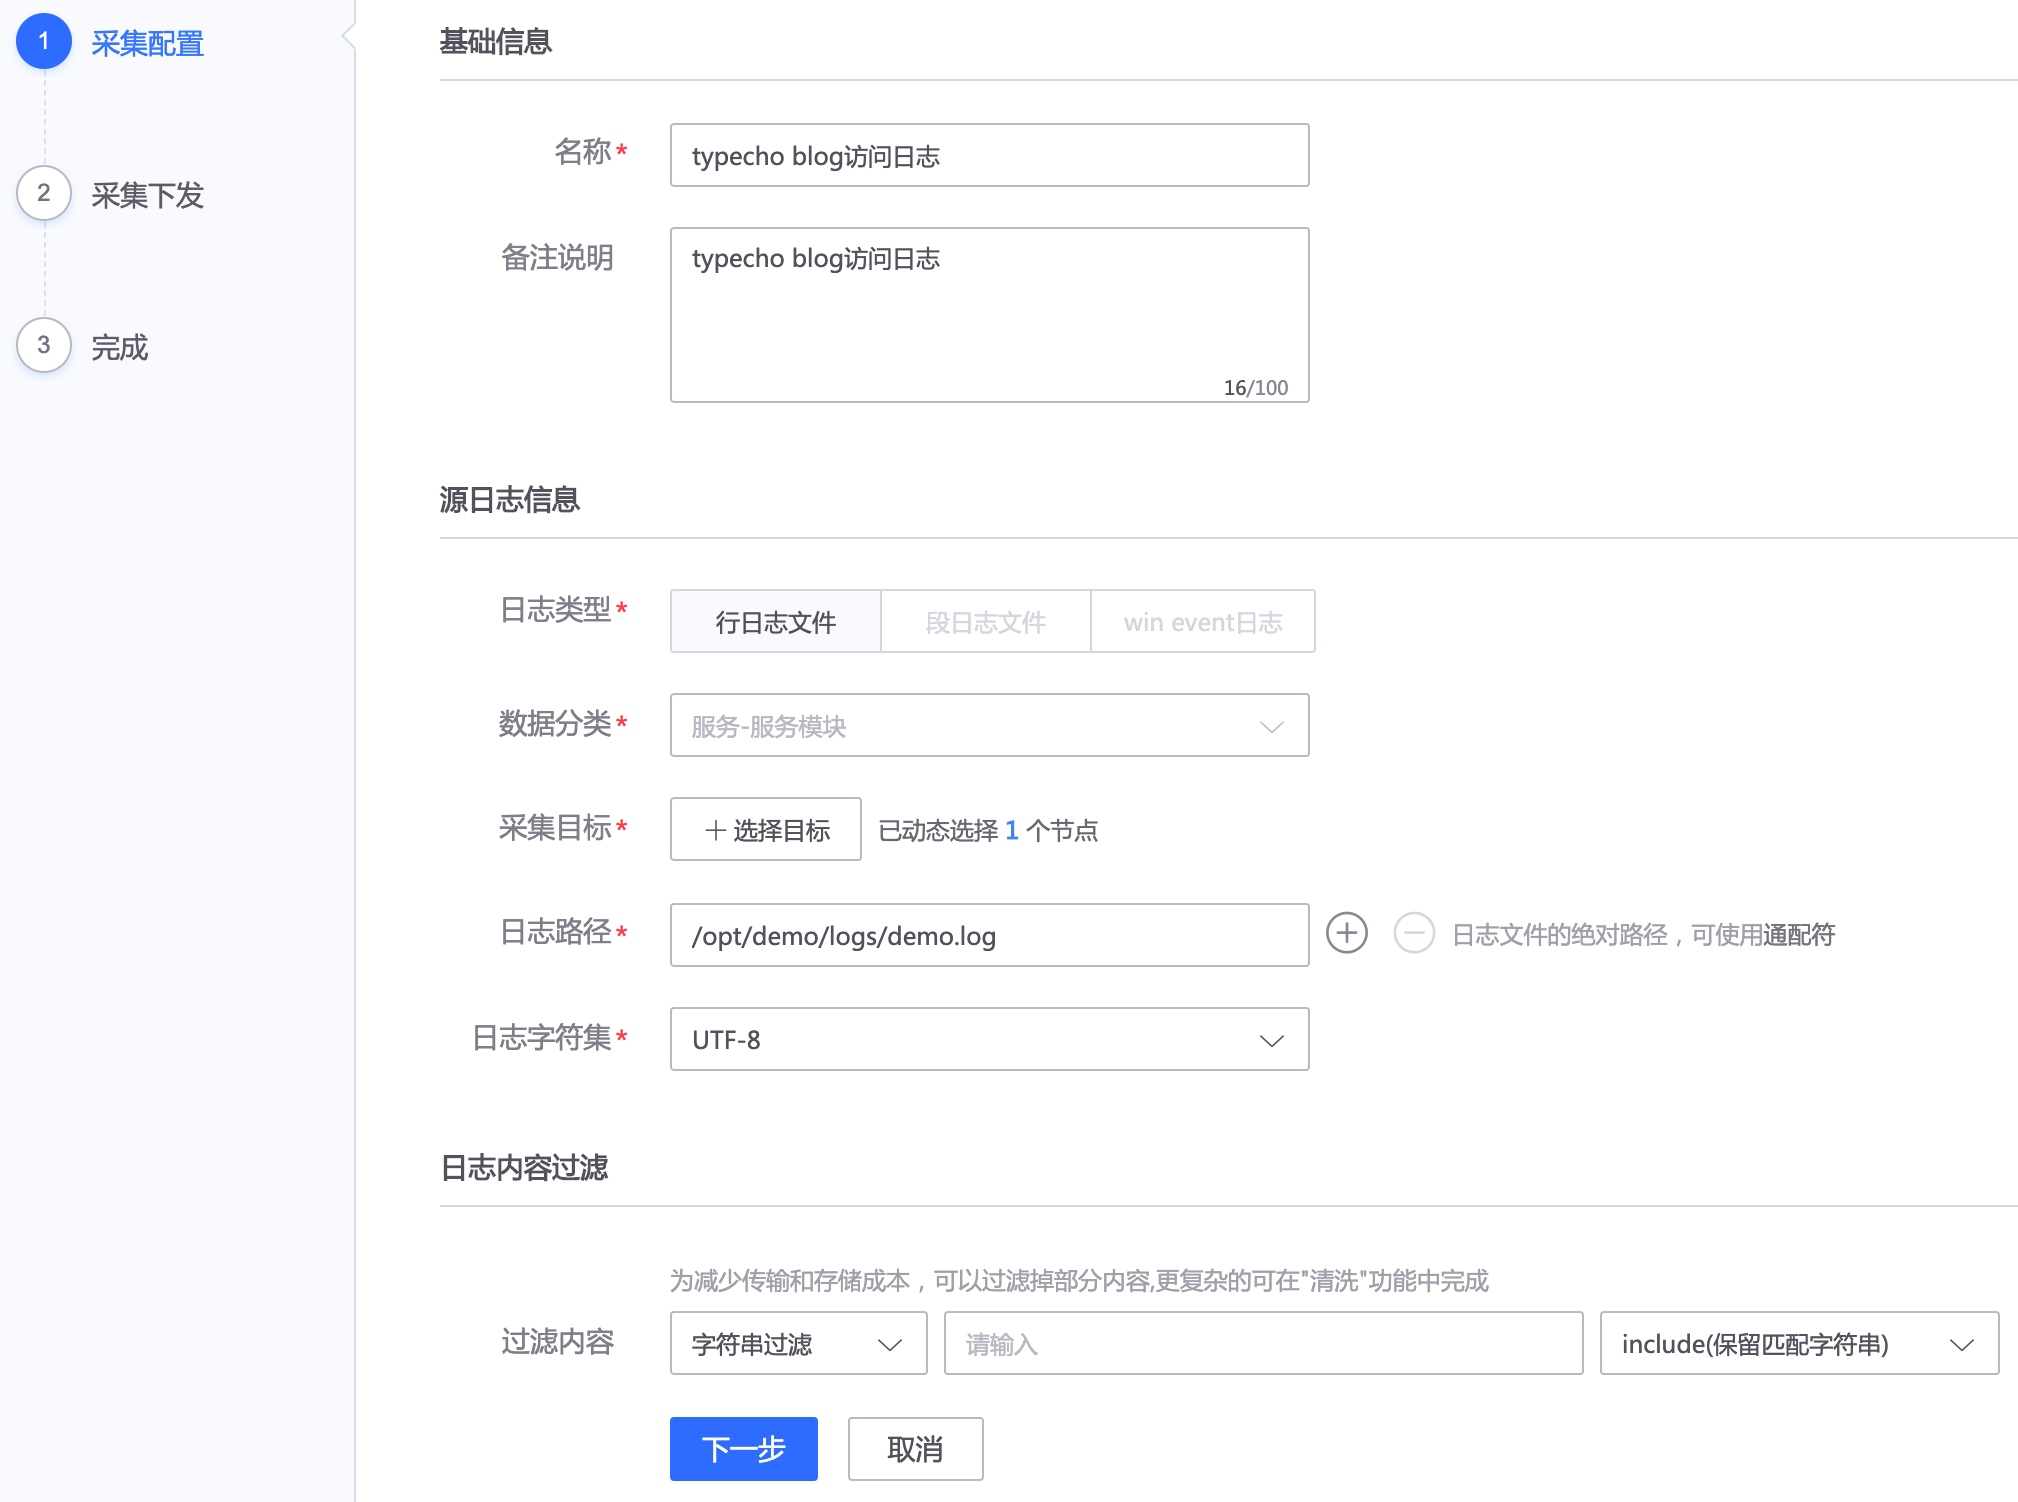 1 采集配置
2 采集下发
3 完成
基础信息
名称* typecho blog访问日志
备注说明 typecho blog访问日志
16/100
源日志信息
日志类型* 行日志文件 段日志文件 win event日志
数据分类* 服务-服务模块
采集目标* 选择目标 已动态选择 1 个节点
日志路径* /opt/demo/logs/demo.log 日志文件的绝对路径，可使用通配符
日志字符集* UTF-8
日志内容过滤
为减少传输和存储成本，可以过滤掉部分内容,更复杂的可在"清洗"功能中完成
过滤内容 字符串过滤 请输入 include(保留匹配字符串)
下一步 取消